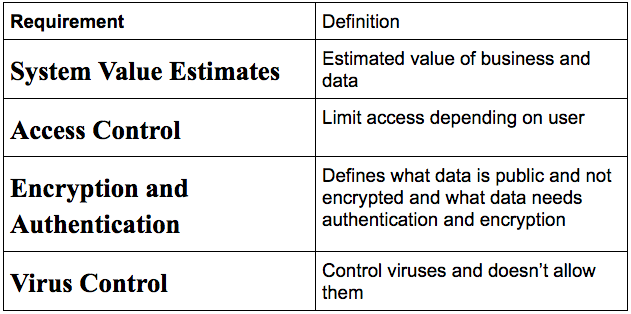 Requirement
Definition
System Value Estimates
Estimated value of business and
data
Access Control
Limit access depending on user
Encryption and
Authentication
Defines what data is public and not
encrypted and what data needs
authentication and encryption
Virus Control
Control viruses and doesn’t allow
them